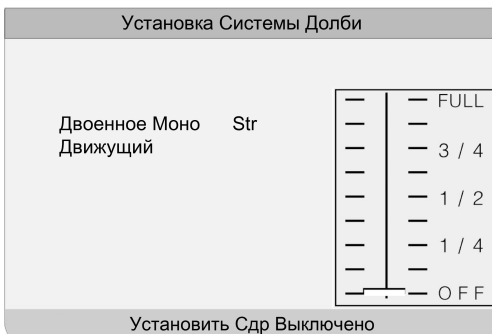 Установка Системы Долби
Двоенное Моно Str
Движущий
FULL
3 / 4
1 / 2
1 / 4
OFF
Установить Сдр Выключено